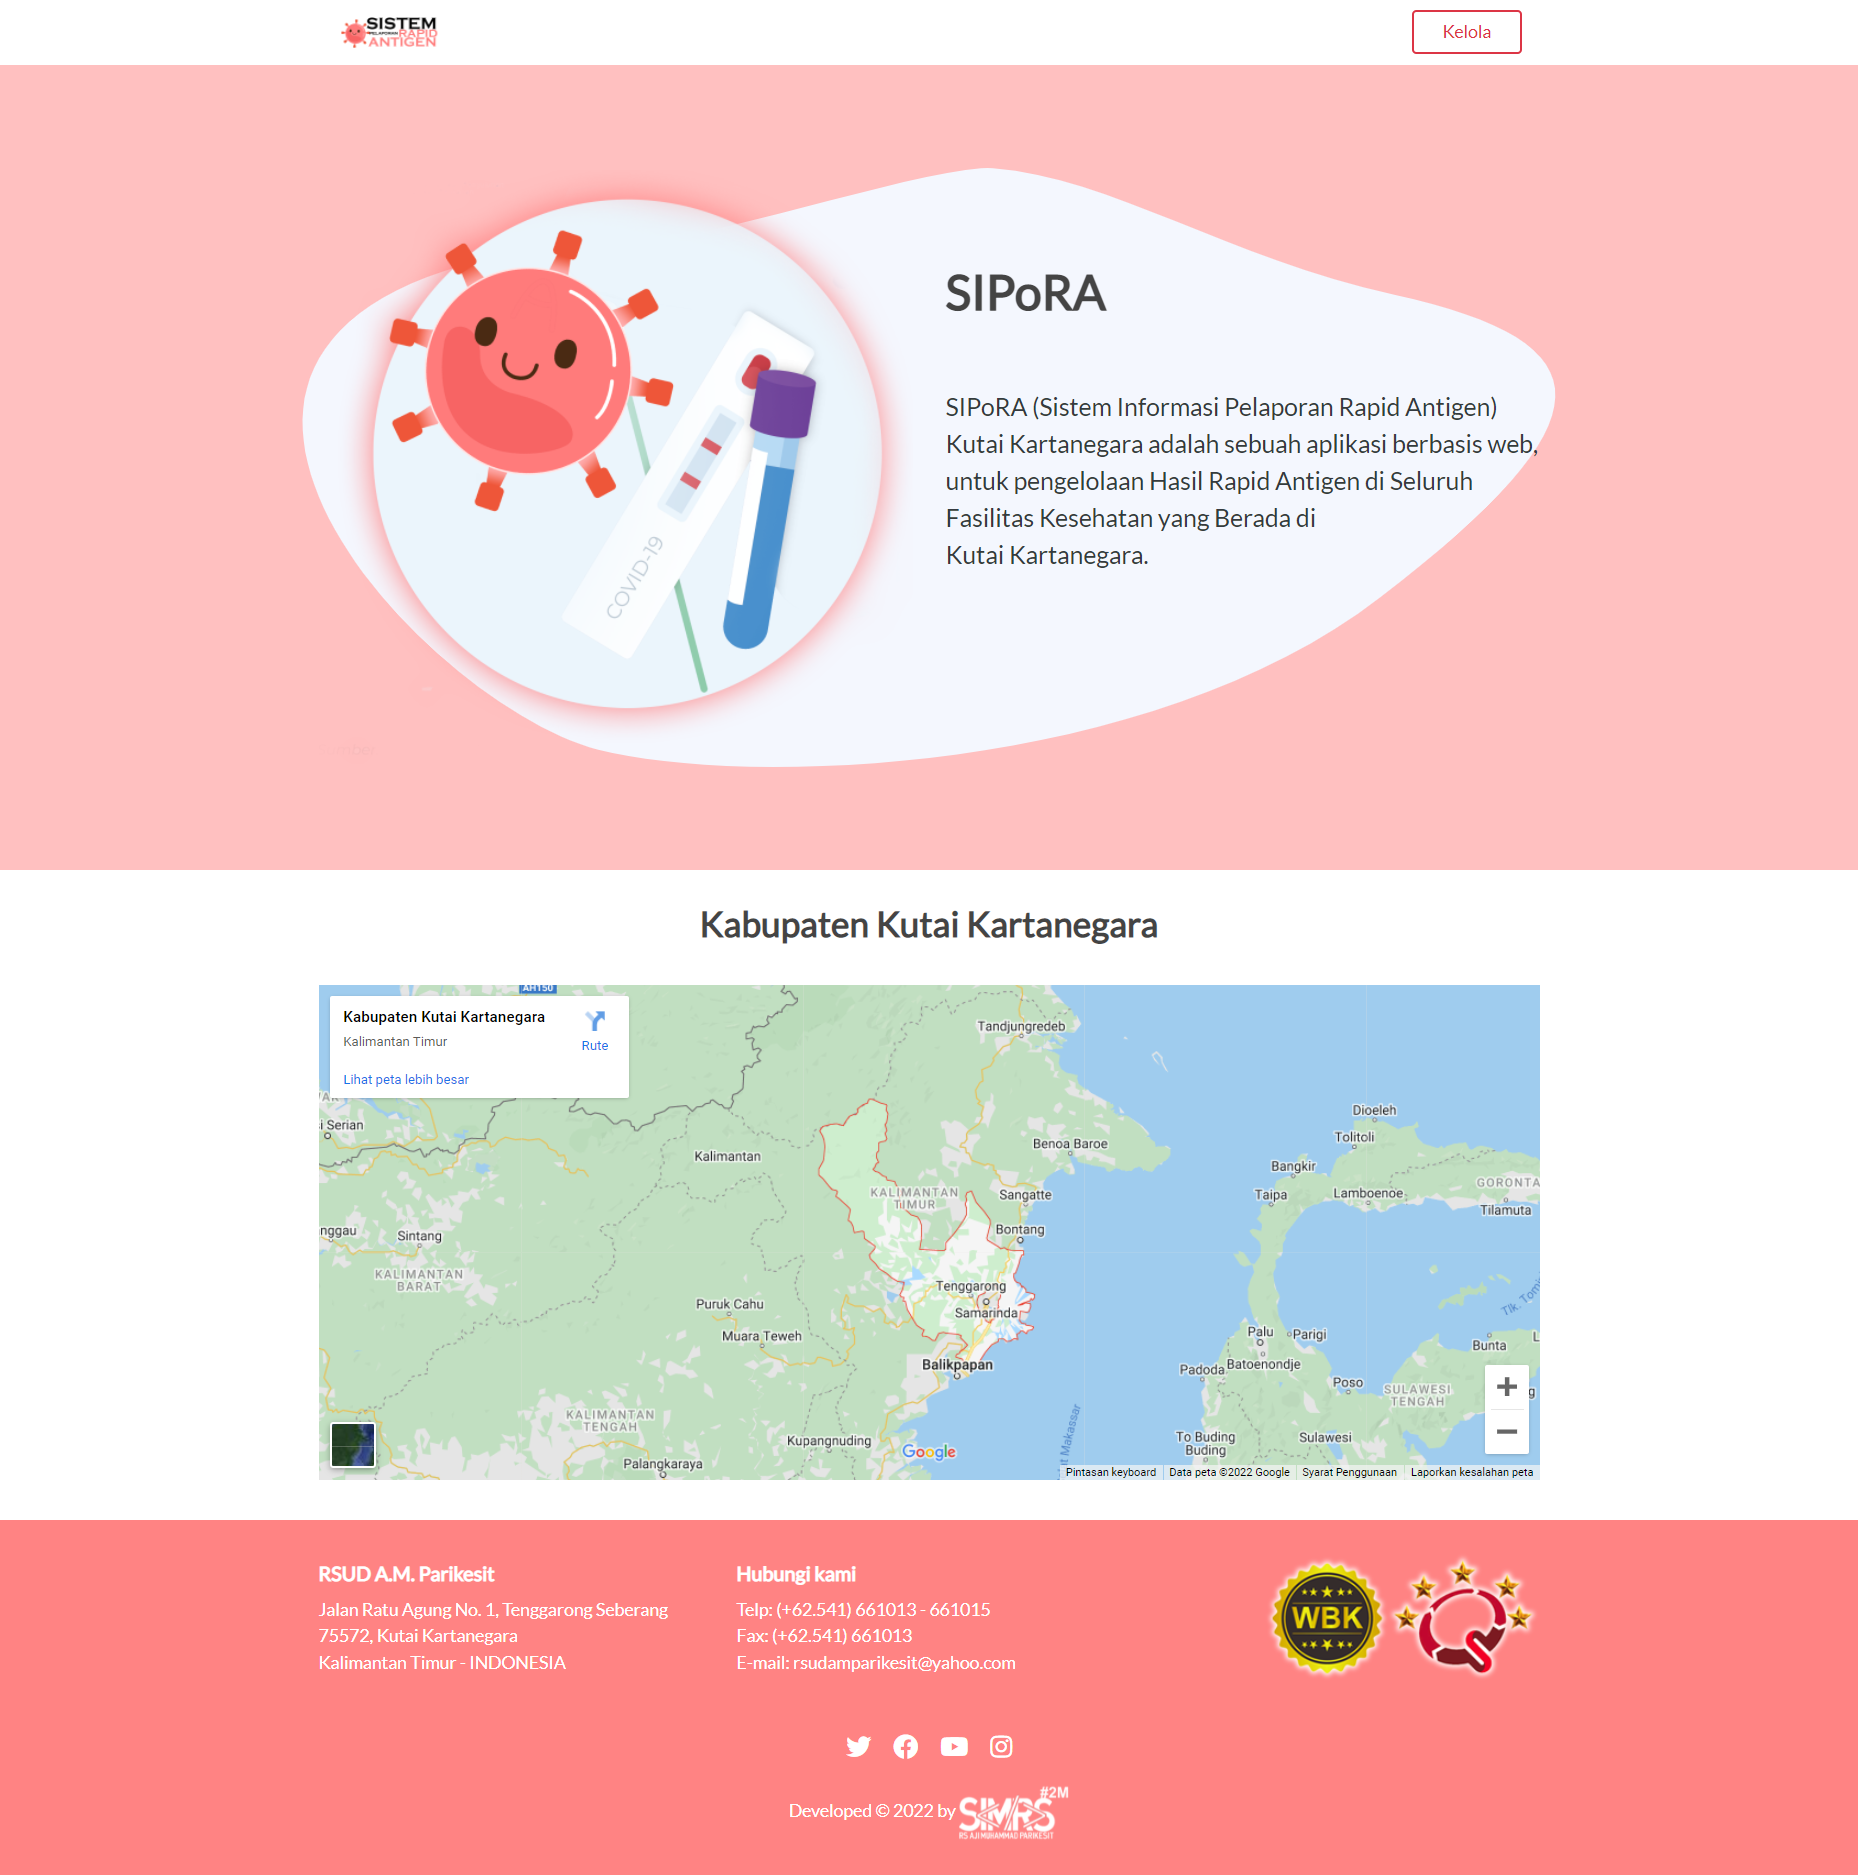 SISTEM
PELAPORAN RAPID
ANTIGEN
Kelola
SIPoRA
SIPoRA (Sistem Informasi Pelaporan Rapid Antigen)
Kutai Kartanegara adalah sebuah aplikasi berbasis web,
untuk pengelolaan Hasil Rapid Antigen di Seluruh
Fasilitas Kesehatan yang Berada di
Kutai Kartanegara.
COVID-19
Kabupaten Kutai Kartanegara
AH150
Kabupaten Kutai Kartanegara
Kalimantan Timur
Rute
Lihat peta lebih besar
Tandjungredeb
Serian
Dioeleh
Tolitoli
Benoa Baroe
Kalimantan
Bangkir
GORONTA
KALIMANTAN
TIMUR
Sangatte
Taipa
Lamboenoe
Tilamuta
nggau
Sintang
Bontang
KALIMANTAN
BARAT
Tenggarong
Samarinda
Puruk Cahu
Muara Teweh
Tlk. Tomi
Palu
Parigi
Bunta
Balikpapan
Padoda
Batoenondje
Poso
SULAWESI
TENGAH
g
KALIMANTAN
TENGAH
Kupangnuding
Palangkaraya
Google
t Makassar
To Buding
Buding
Sulawesi
Pintasan keyboard
Data peta ©2022 Google
Syarat Penggunaan
Laporkan kesalahan peta
RSUD A.M. Parikesit
Jalan Ratu Agung No. 1, Tenggarong Seberang
75572, Kutai Kartanegara
Kalimantan Timur - INDONESIA
Hubungi kami
Telp: (+62.541) 661013 - 661015
Fax: (+62.541) 661013
E-mail: rsudamparikesit@yahoo.com
WBK
Developed © 2022 by
#2M
SIMRS
RS AJI MUHAMMAD PARIKESIT